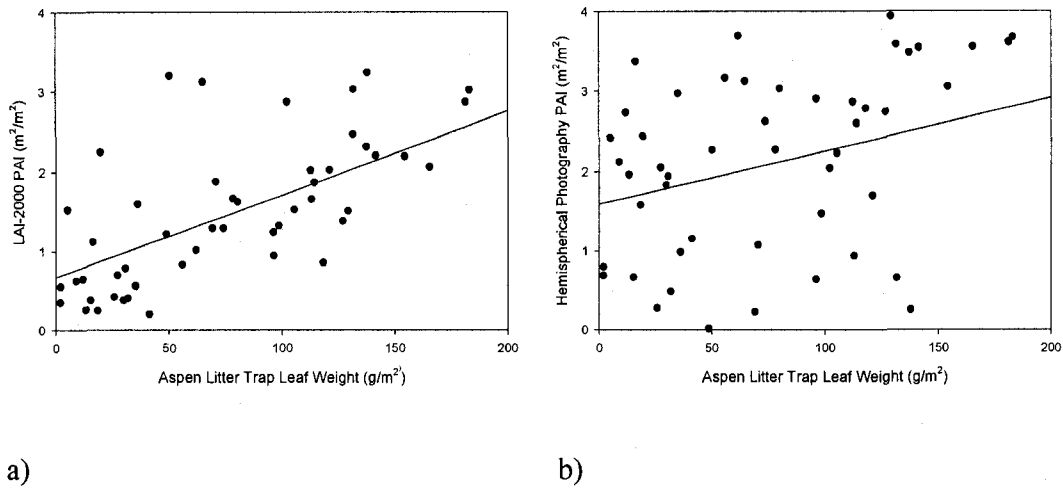 4
3
2
1
0
LAI-2000 PAI (m²/m²)
0 50 100 150 200
Aspen Litter Trap Leaf Weight (g/m²)
a)
4
3
2
1
0
Hemispherical Photography PAI (m²/m²)
0 50 100 150 200
Aspen Litter Trap Leaf Weight (g/m²)
b)